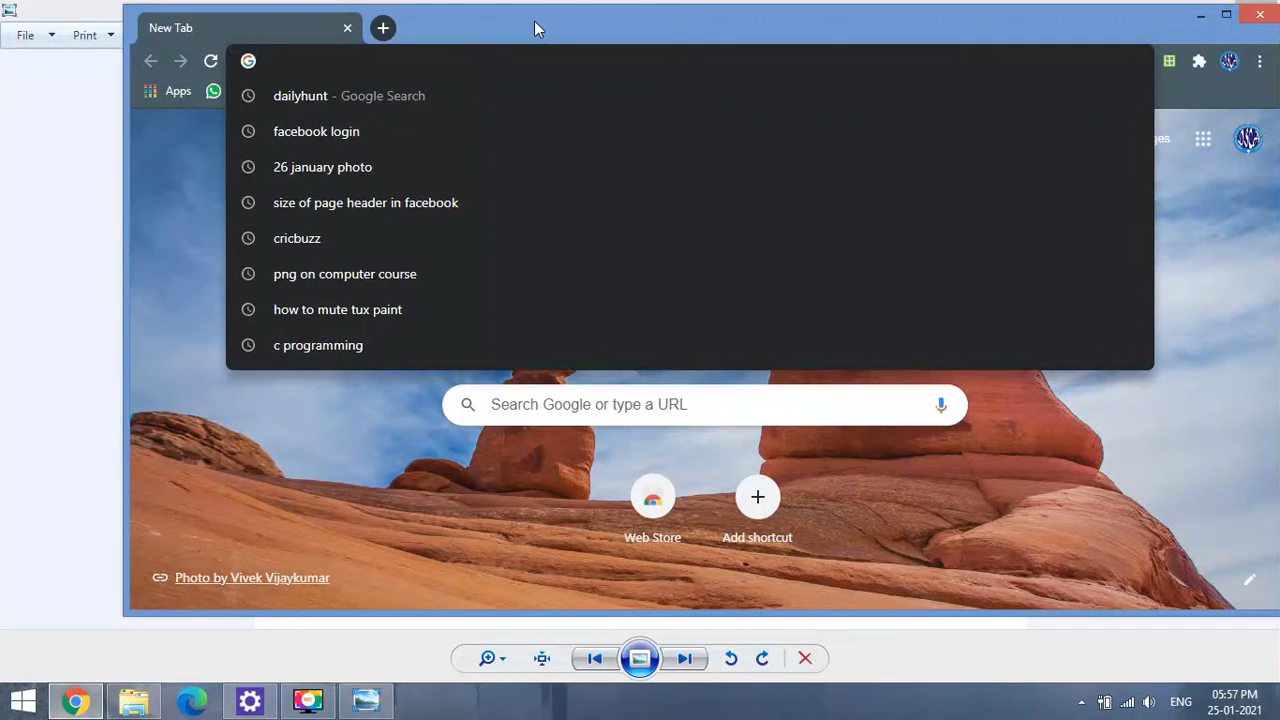 File
Print
New Tab
Apps
dailyhunt - Google Search
facebook login
26 january photo
size of page header in facebook
cricbuzz
png on computer course
how to mute tux paint
c programming
Search Google or type a URL
Web Store
Add shortcut
Photo by Vivek Vijaykumar
ENG
05:57 PM
25-01-2021